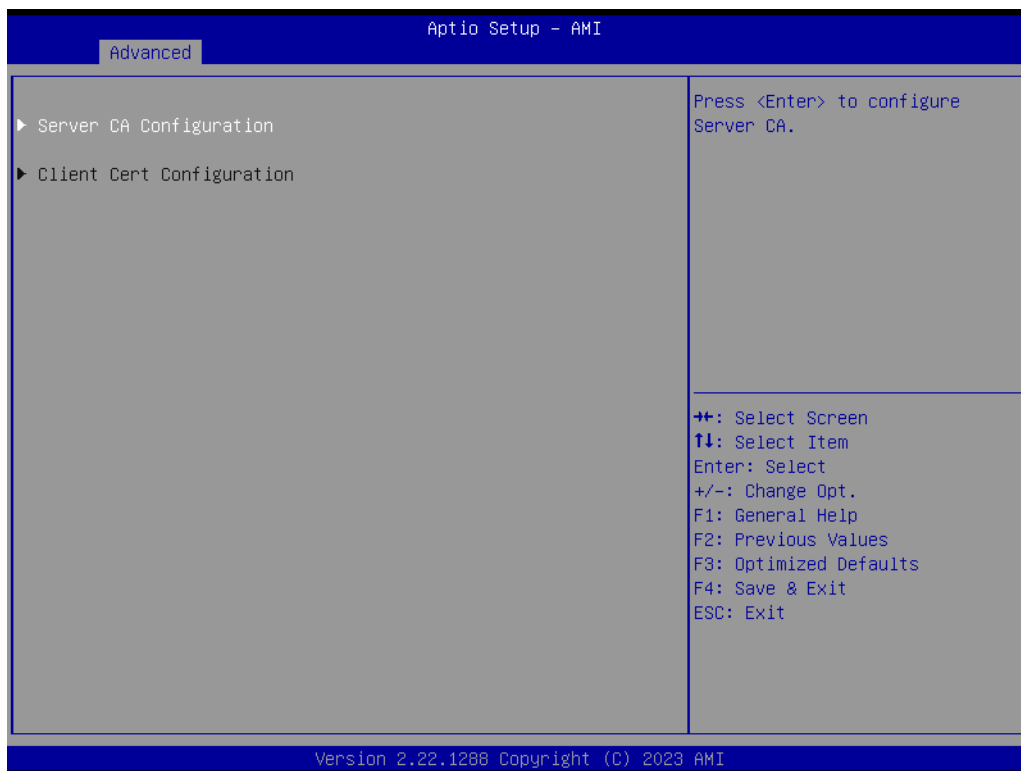 Aptio Setup – AMI
Advanced
▶ Server CA Configuration
▶ Client Cert Configuration
Press <Enter> to configure
Server CA.
→←: Select Screen
↑↓: Select Item
Enter: Select
+/-: Change Opt.
F1: General Help
F2: Previous Values
F3: Optimized Defaults
F4: Save & Exit
ESC: Exit
Version 2.22.1288 Copyright (C) 2023 AMI